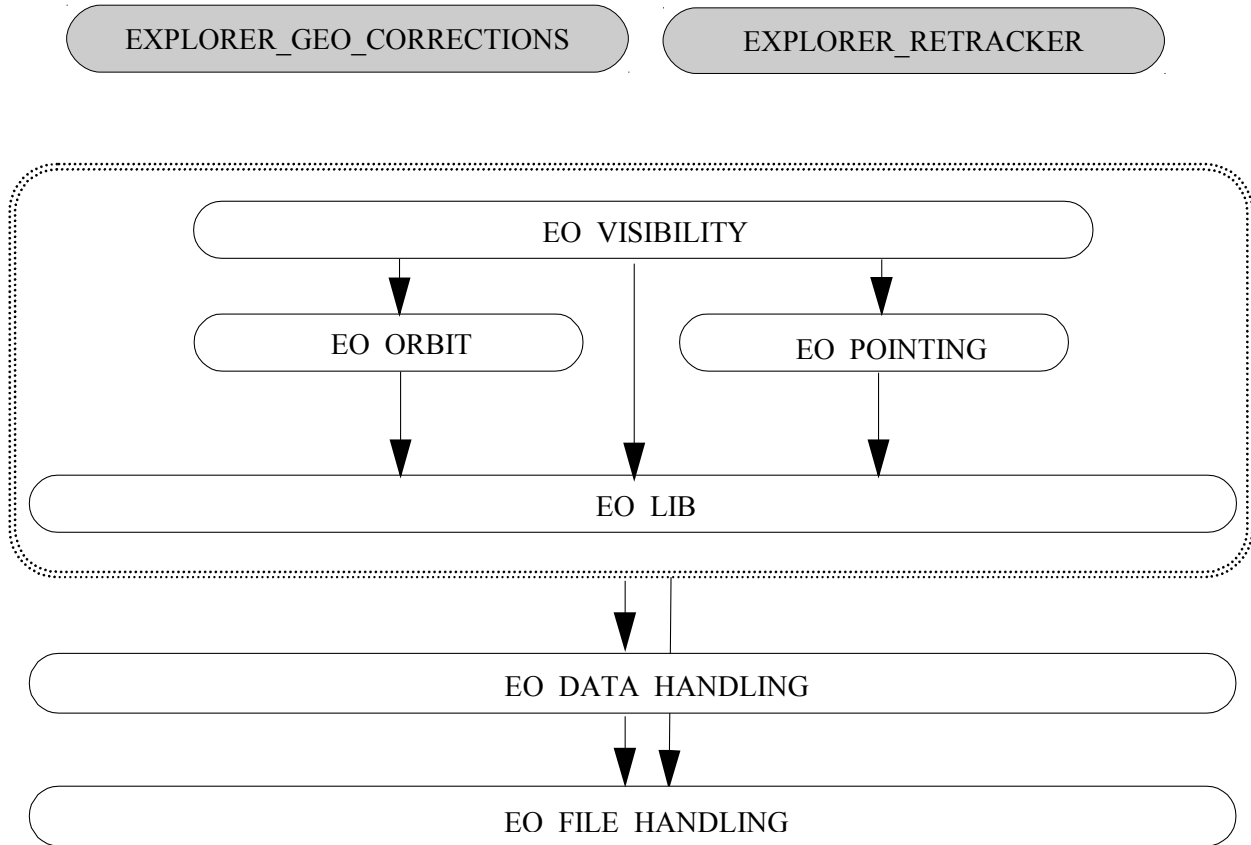 EXPLORER_GEO_CORRECTIONS
EXPLORER_RETRACKER
EO VISIBILITY
EO ORBIT
EO POINTING
EO LIB
EO DATA HANDLING
EO FILE HANDLING